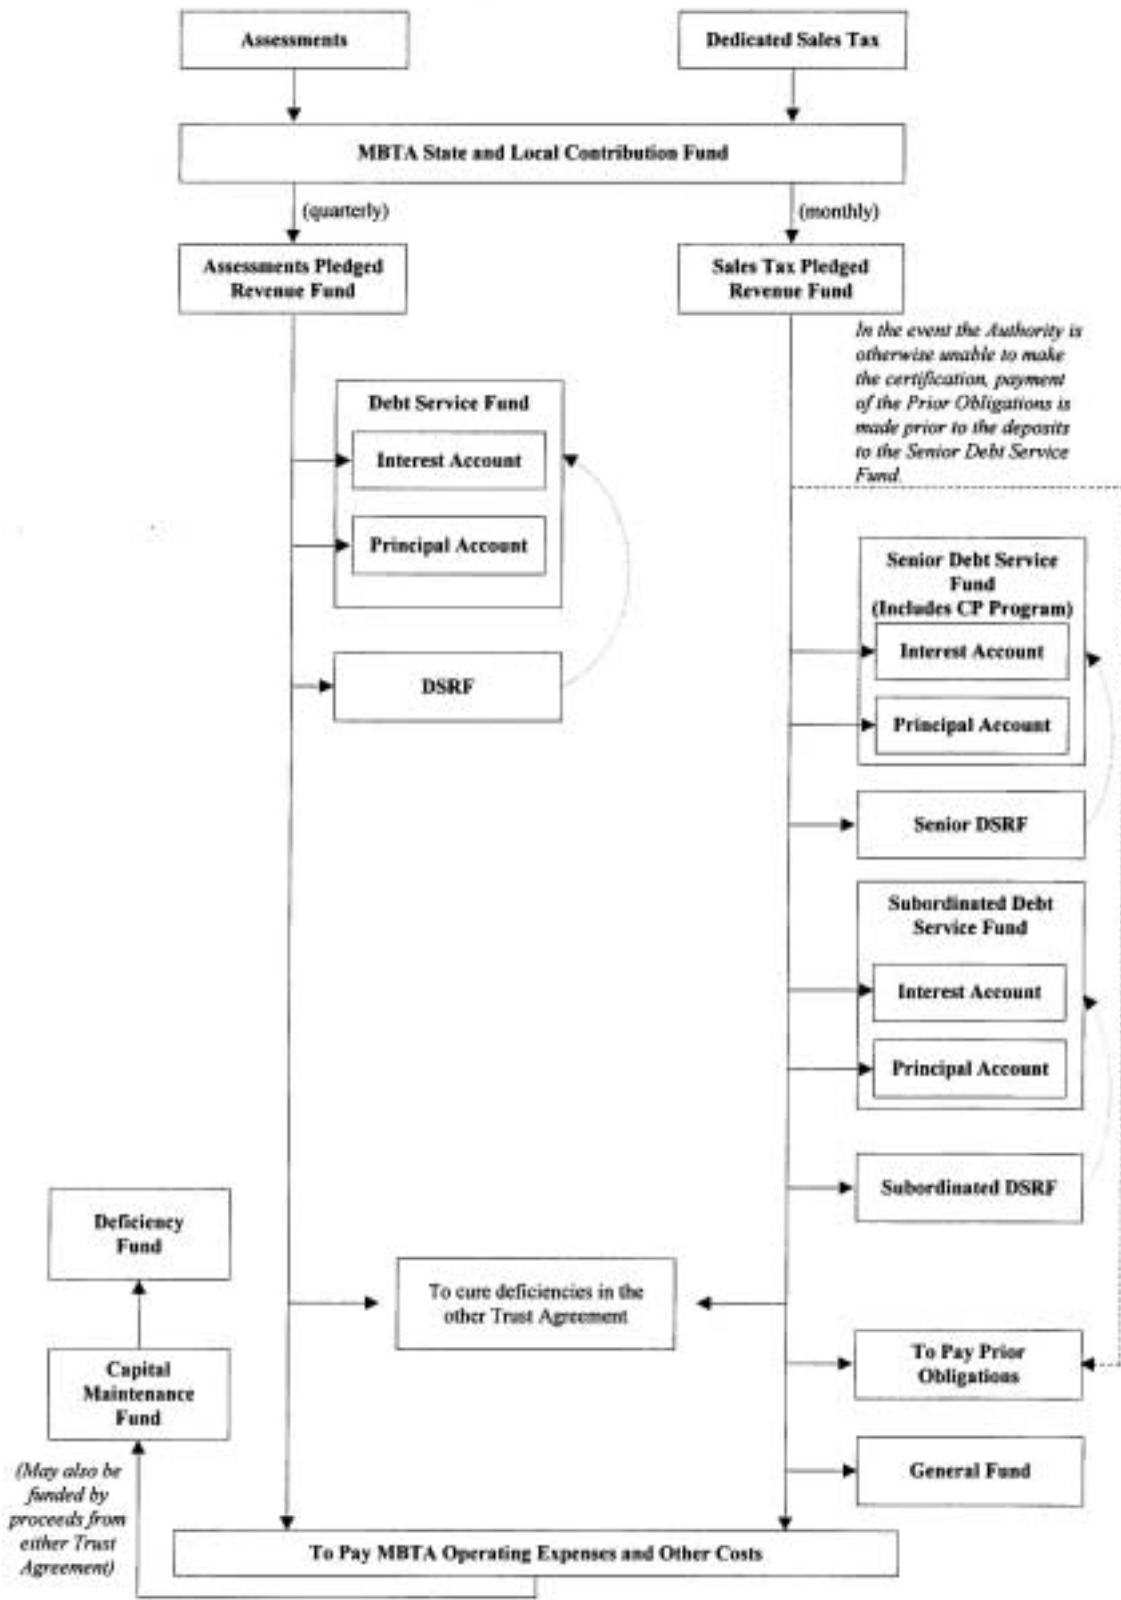 Assessments
Dedicated Sales Tax
MBTA State and Local Contribution Fund
(quarterly)
(monthly)
Assessments Pledged
Revenue Fund
Sales Tax Pledged
Revenue Fund
In the event the Authority is
otherwise unable to make
the certification, payment
of the Prior Obligations is
made prior to the deposits
to the Senior Debt Service
Fund.
Debt Service Fund
Interest Account
Principal Account
DSRF
Senior Debt Service
Fund
(Includes CP Program)
Interest Account
Principal Account
Senior DSRF
Subordinated Debt
Service Fund
Interest Account
Principal Account
Subordinated DSRF
Deficiency
Fund
To cure deficiencies in the
other Trust Agreement
Capital
Maintenance
Fund
To Pay Prior
Obligations
(May also be
funded by
proceeds from
either Trust
Agreement)
General Fund
To Pay MBTA Operating Expenses and Other Costs